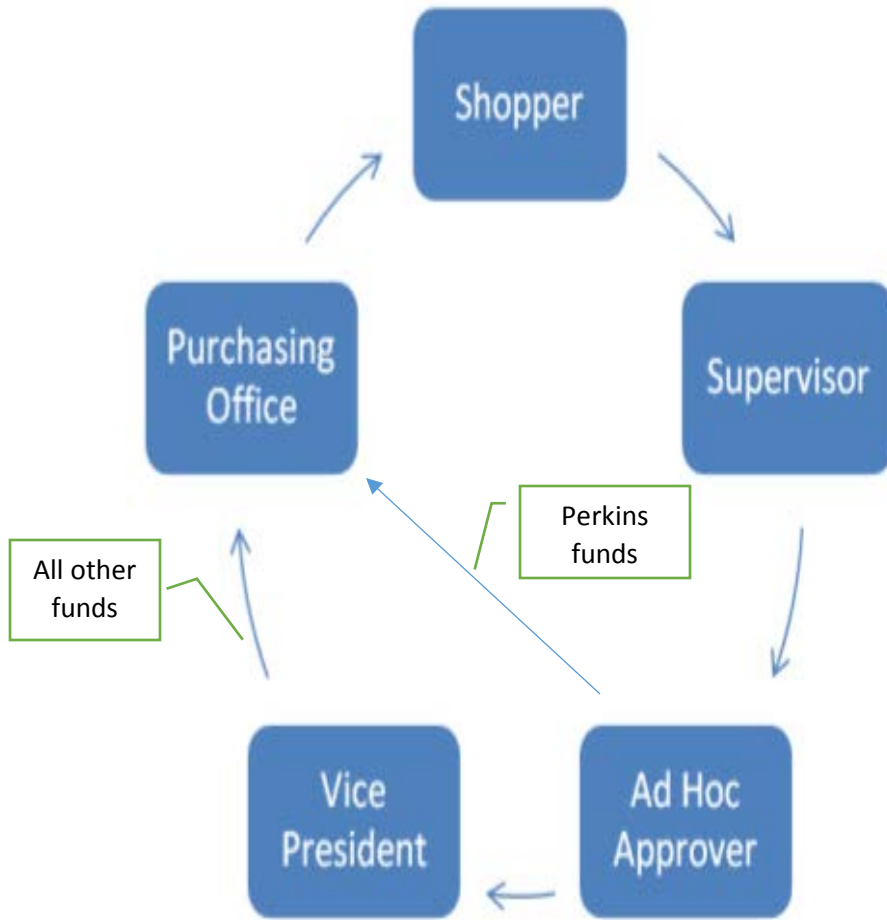 Shopper
Purchasing
Office
Supervisor
Perkins
funds
All other
funds
Vice
President
Ad Hoc
Approver